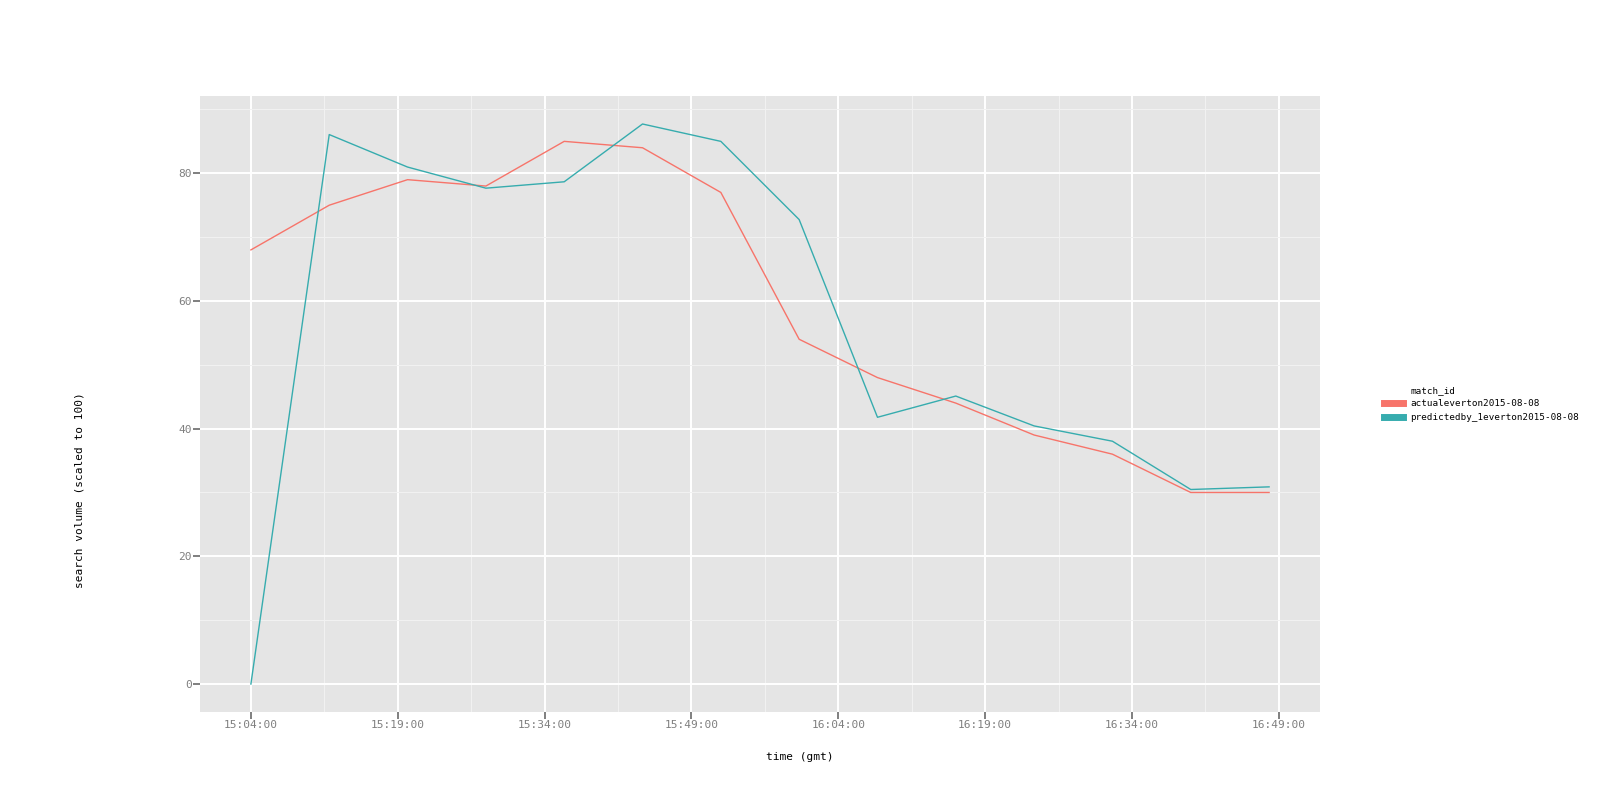 search volume (scaled to 100)
80
60
40
20
0
15:04:00 15:19:00 15:34:00 15:49:00 16:04:00 16:19:00 16:34:00 16:49:00
time (gmt)
match_id
actualeverton2015-08-08
predictedby_1everton2015-08-08